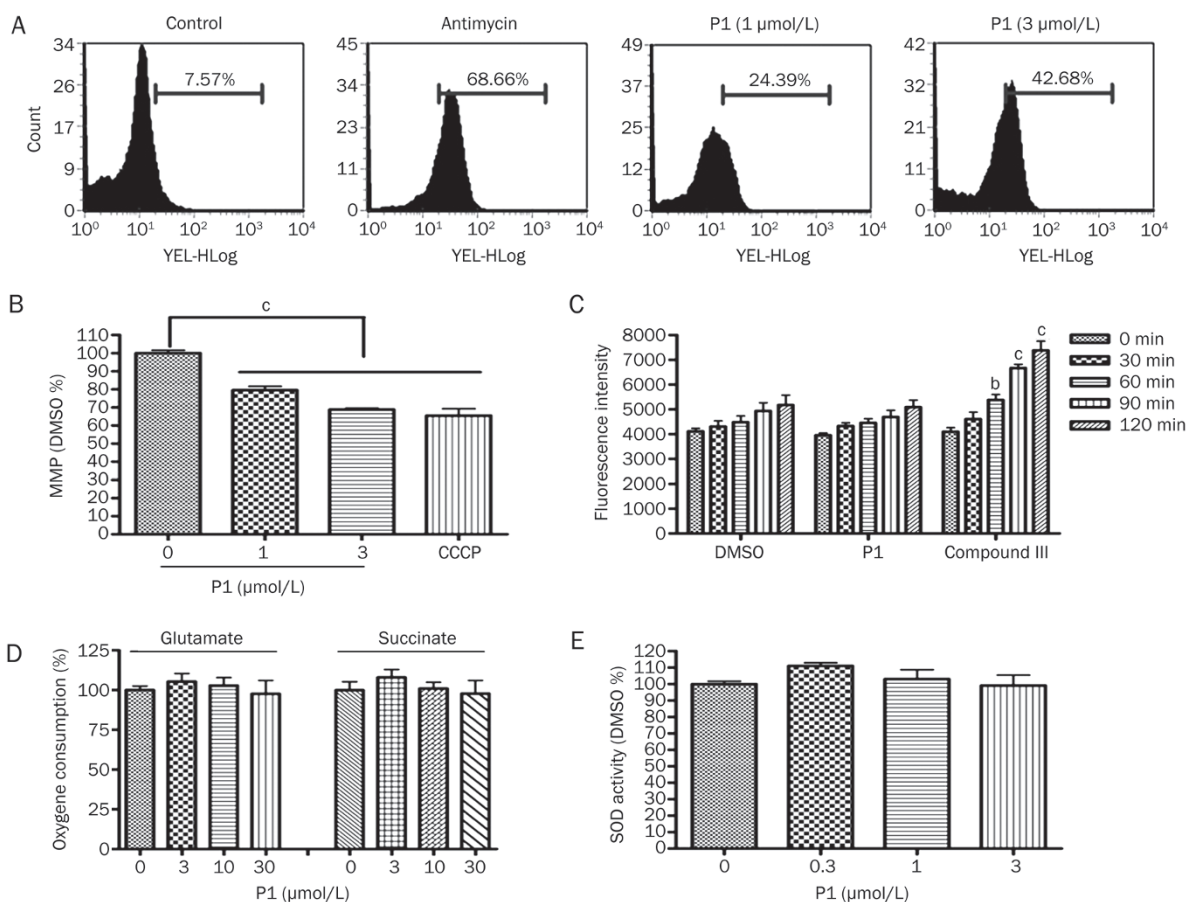 A
Control
Antimycin
P1 (1 μmol/L)
P1 (3 μmol/L)
34
26
17
9
0
Count
7.57%
10⁰ 10¹ 10² 10³ 10⁴
YEL-HLog
45
34
23
11
0
68.66%
10⁰ 10¹ 10² 10³ 10⁴
YEL-HLog
49
37
25
12
0
24.39%
10⁰ 10¹ 10² 10³ 10⁴
YEL-HLog
42
32
21
11
0
42.68%
10⁰ 10¹ 10² 10³ 10⁴
YEL-HLog
B
c
MMP (DMSO %)
110
100
90
80
70
60
50
40
30
20
10
0
0 1 3 CCCP
P1 (μmol/L)
C
Fluorescence intensity
8000
7000
6000
5000
4000
3000
2000
1000
0
b
c
c
DMSO P1 Compound III
0 min
30 min
60 min
90 min
120 min
D
Oxygene consumption (%)
Glutamate Succinate
125
100
75
50
25
0
0 3 10 30 0 3 10 30
P1 (μmol/L) P1 (μmol/L)
E
SOD activity (DMSO %)
120
110
100
90
80
70
60
50
40
30
20
10
0
0 0.3 1 3
P1 (μmol/L)